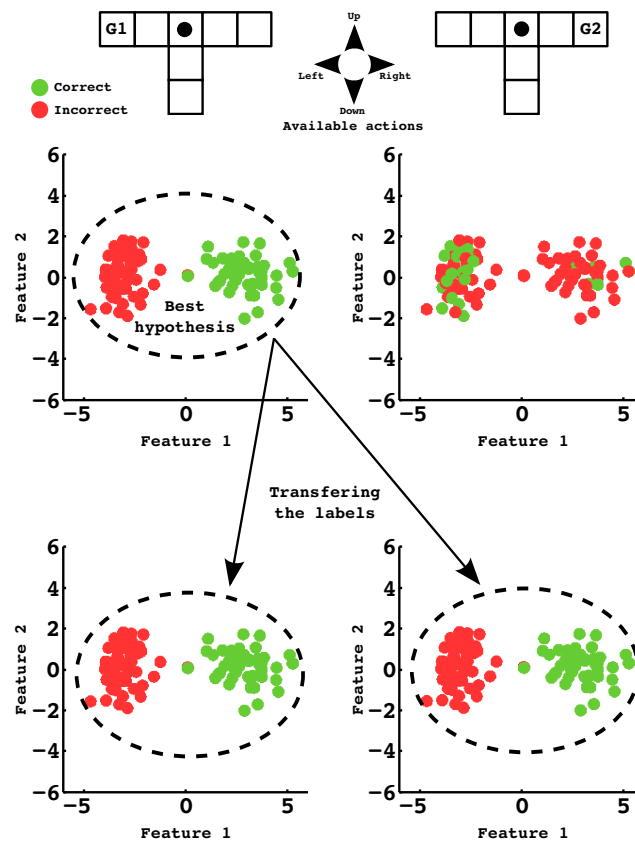 G1
G2
Up
Left
Right
Down
Available actions
Correct
Incorrect
6
4
2
0
−2
−4
−6
Feature 2
Best
hypothesis
−5
0
5
Feature 1
6
4
2
0
−2
−4
−6
Feature 2
−5
0
5
Feature 1
Transfering
the labels
6
4
2
0
−2
−4
−6
Feature 2
−5
0
5
Feature 1
6
4
2
0
−2
−4
−6
Feature 2
−5
0
5
Feature 1